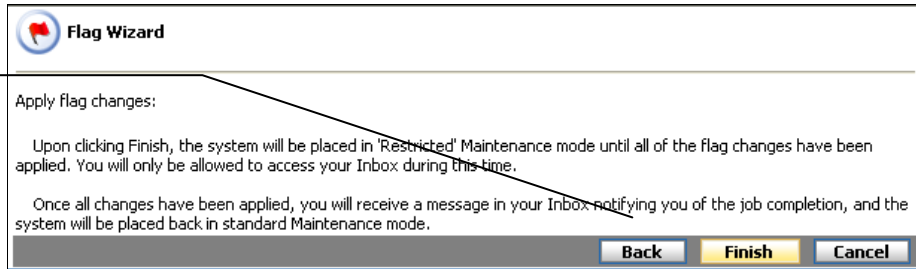 Flag Wizard
Apply flag changes:
Upon clicking Finish, the system will be placed in 'Restricted' Maintenance mode until all of the flag changes have been
applied. You will only be allowed to access your Inbox during this time.
Once all changes have been applied, you will receive a message in your Inbox notifying you of the job completion, and the
system will be placed back in standard Maintenance mode.
Back Finish Cancel